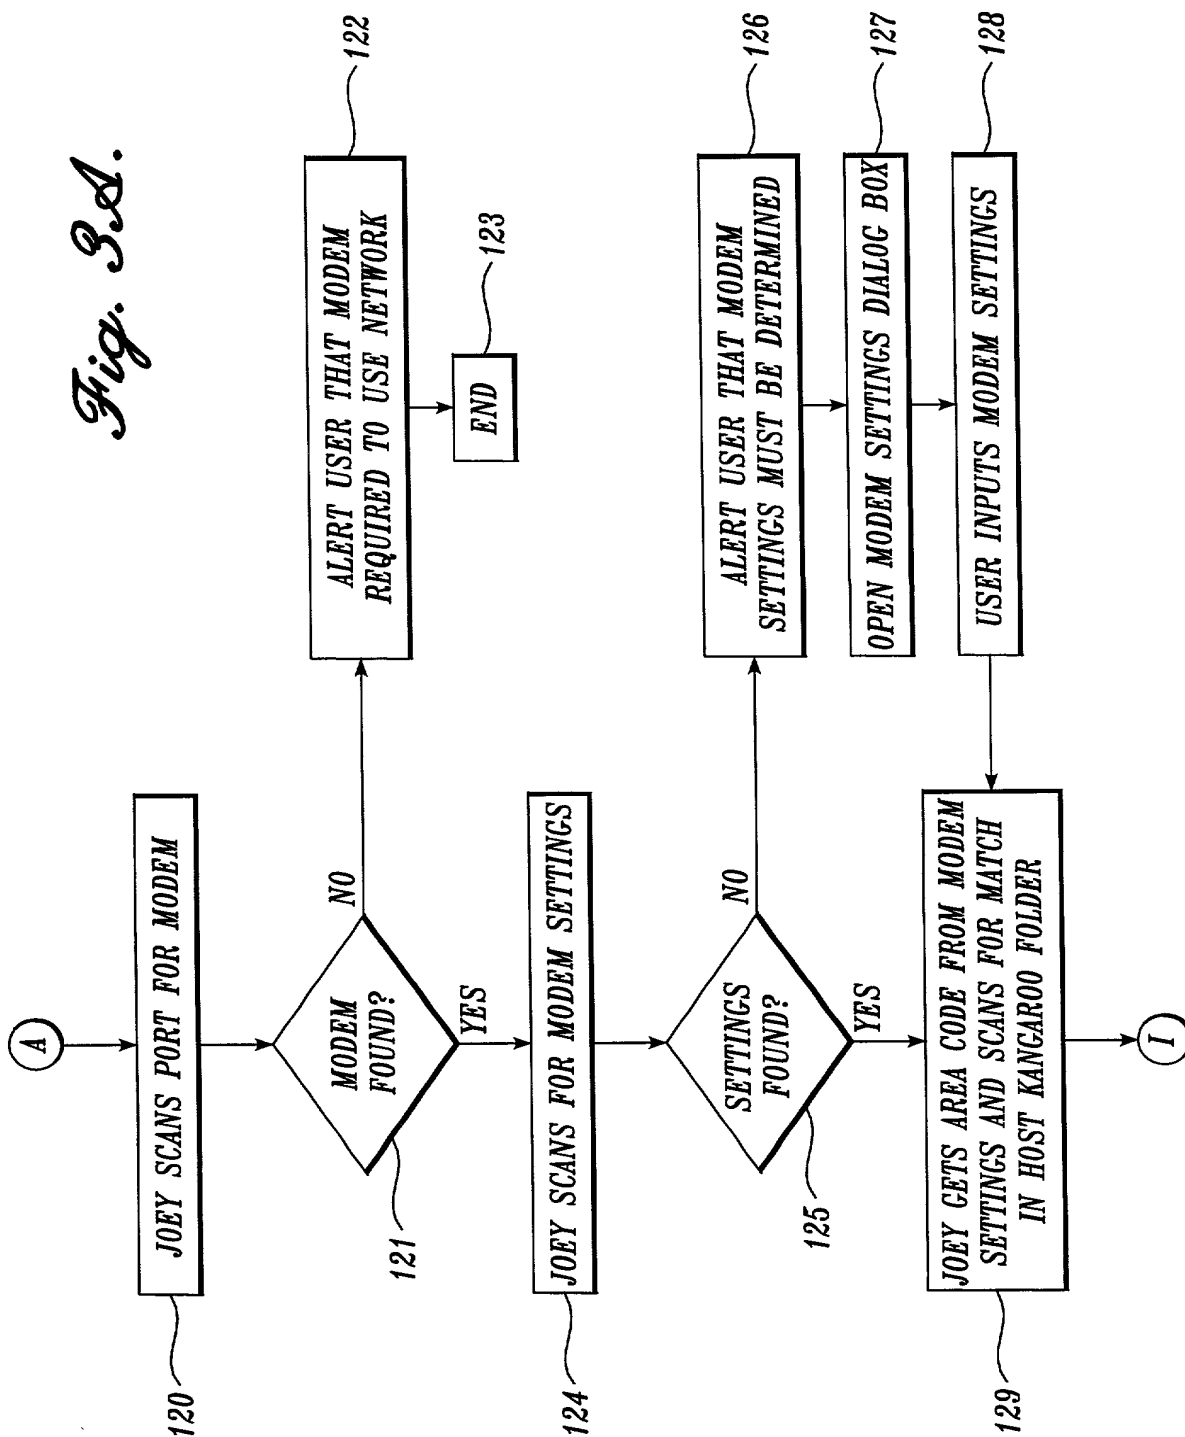 Fig. 3A.
A
JOEY SCANS PORT FOR MODEM
120
MODEM
FOUND?
121
NO
YES
ALERT USER THAT MODEM
REQUIRED TO USE NETWORK
122
END
123
JOEY SCANS FOR MODEM SETTINGS
124
SETTINGS
FOUND?
125
NO
YES
ALERT USER THAT MODEM
SETTINGS MUST BE DETERMINED
126
OPEN MODEM SETTINGS DIALOG BOX
127
USER INPUTS MODEM SETTINGS
128
JOEY GETS AREA CODE FROM MODEM
SETTINGS AND SCANS FOR MATCH
IN HOST KANGAROO FOLDER
129
I